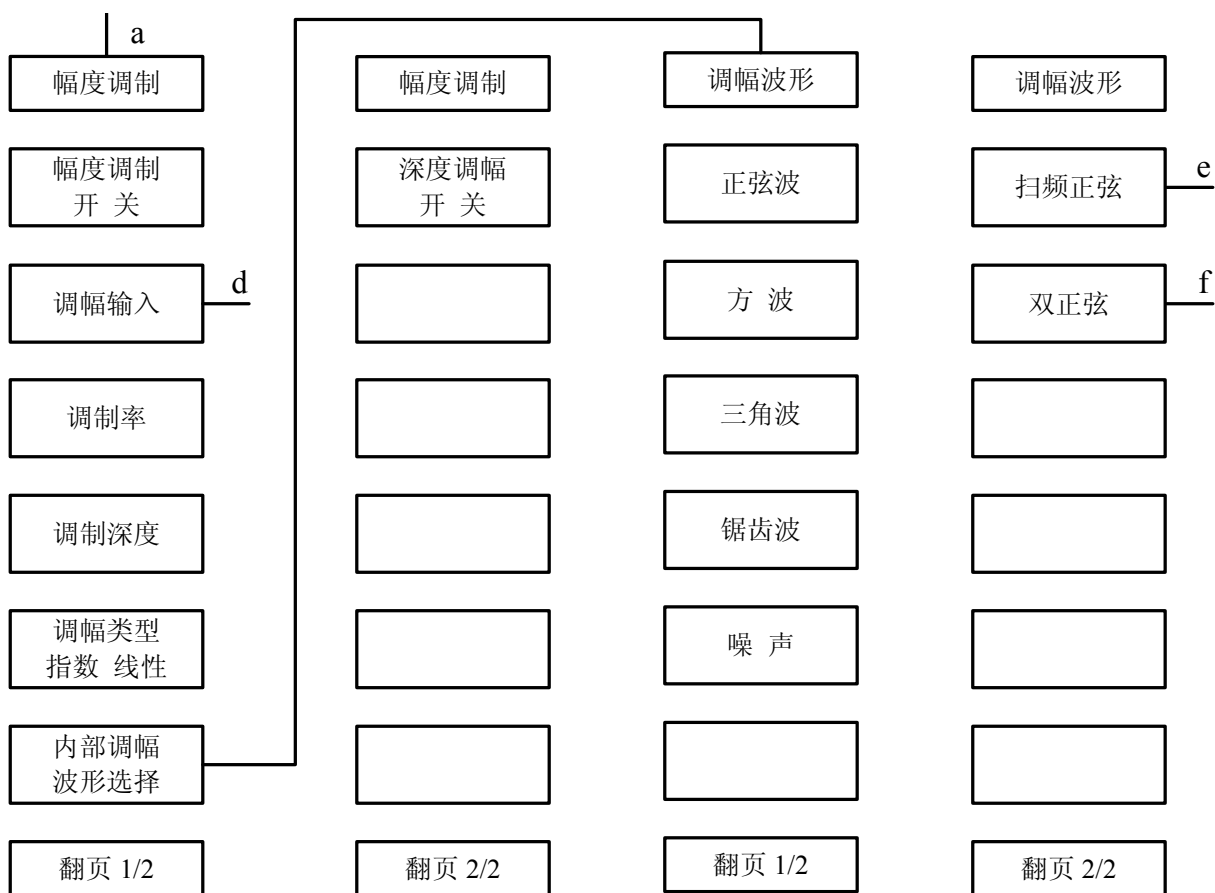 a
幅度调制
幅度调制
开 关
调幅输入
d
调制率
调制深度
调幅类型
指数 线性
内部调幅
波形选择
翻页 1/2
幅度调制
深度调幅
开 关
翻页 2/2
调幅波形
正弦波
方 波
三角波
锯齿波
噪 声
翻页 1/2
调幅波形
扫频正弦
e
双正弦
f
翻页 2/2